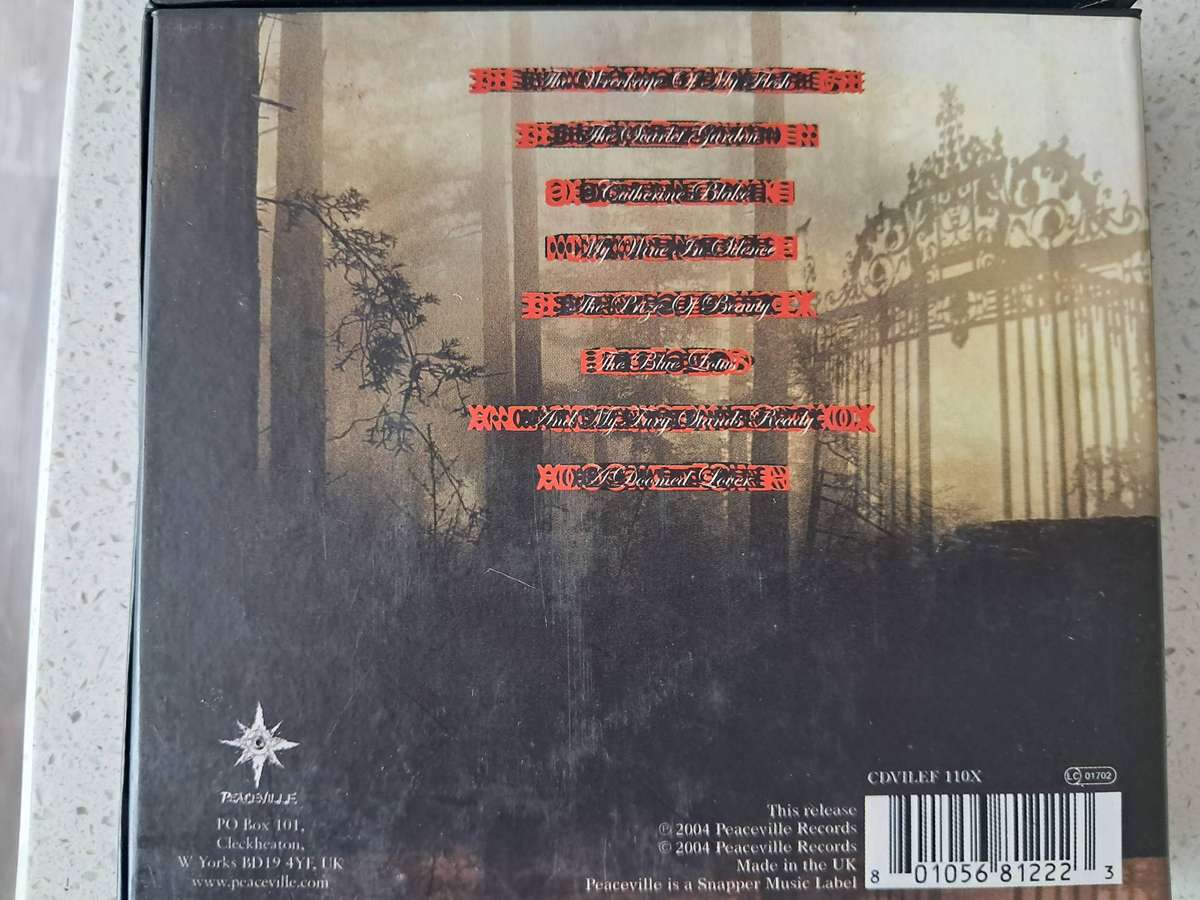 The Wreckage Of My Flesh
The Scarlet Garden
Catherine Blake
My Wine In Silence
The Prize Of Beauty
The Blue Lotus
And My Fury Stands Ready
A Doomed Lover
PEACEVILLE
PO Box 101,
Cleckheaton,
W Yorks BD19 4YF, UK
www.peaceville.com
CDVILEF 110X
LC 01702
This release
℗ 2004 Peaceville Records
© 2004 Peaceville Records
Made in the UK
Peaceville is a Snapper Music Label
8 01056 81222 3